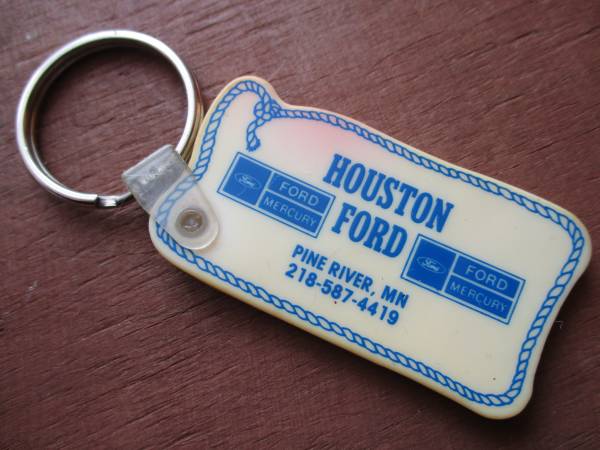 HOUSTON
FORD
Ford
FORD
MERCURY
Ford
FORD
MERCURY
PINE RIVER, MN
218-587-4419